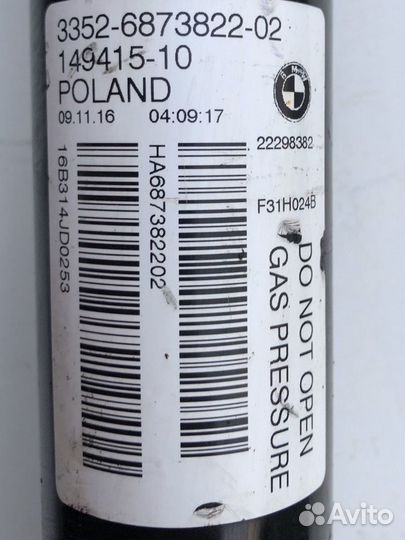 3352-6873822-02
149415-10
POLAND
09.11.16 04:09:17
22298382
F31H024B
16B314JD0253
HA687382202
DO NOT OPEN
GAS PRESSURE
Avito